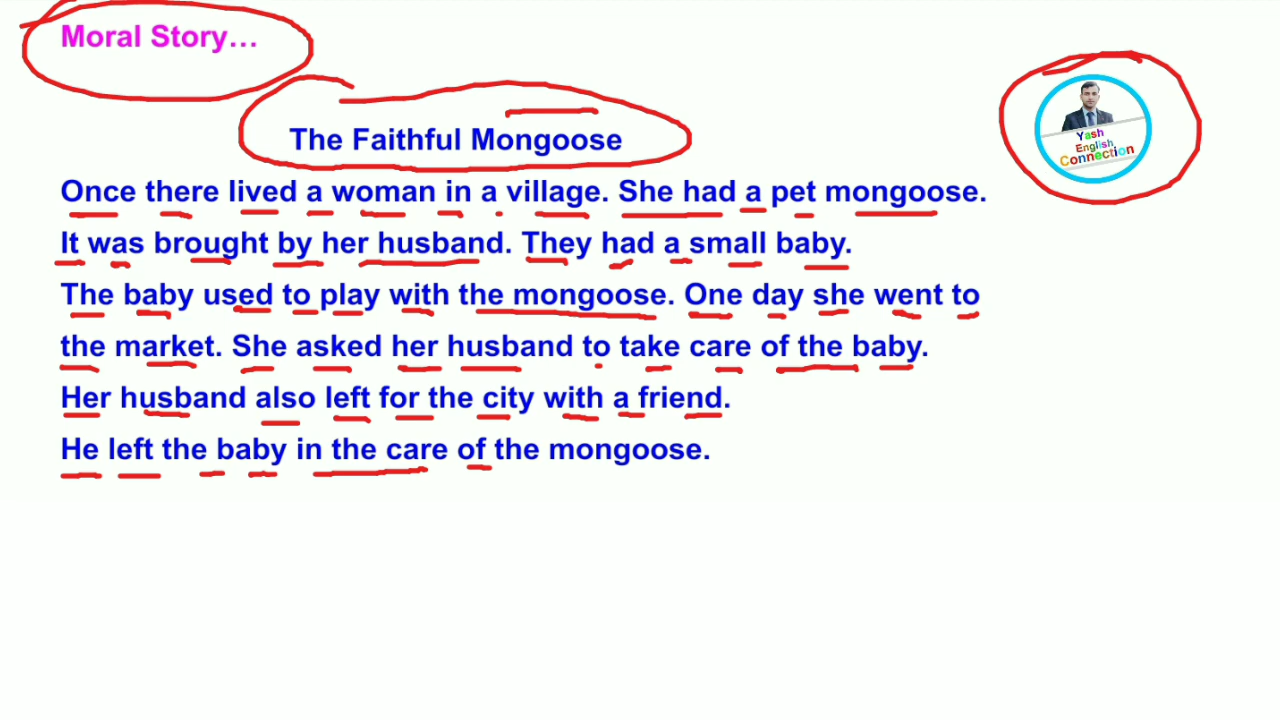 Moral Story…
The Faithful Mongoose
Yash
English
Connection
Once there lived a woman in a village. She had a pet mongoose.
It was brought by her husband. They had a small baby.
The baby used to play with the mongoose. One day she went to
the market. She asked her husband to take care of the baby.
Her husband also left for the city with a friend.
He left the baby in the care of the mongoose.